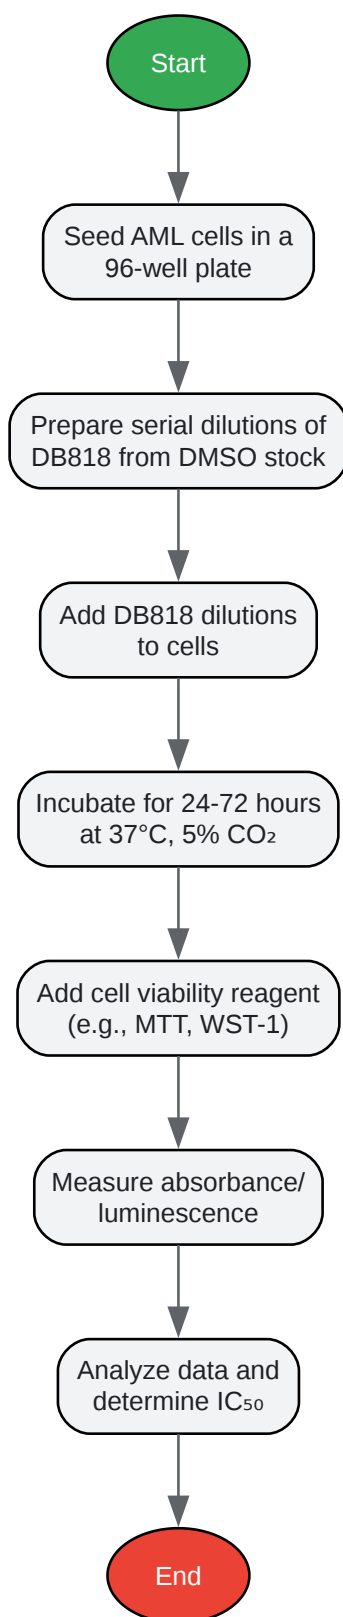 Start
Seed AML cells in a
96-well plate
Prepare serial dilutions of
DB818 from DMSO stock
Add DB818 dilutions
to cells
Incubate for 24-72 hours
at 37°C, 5% CO₂
Add cell viability reagent
(e.g., MTT, WST-1)
Measure absorbance/
luminescence
Analyze data and
determine IC₅₀
End